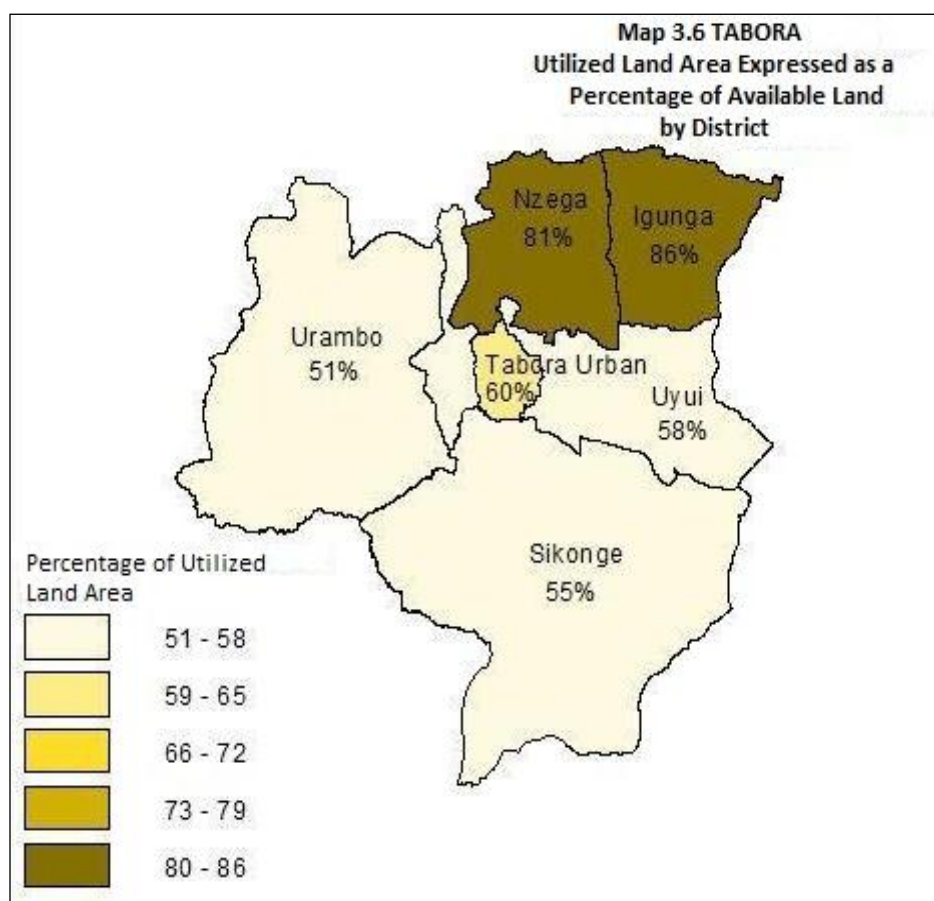 Map 3.6 TABORA
Utilized Land Area Expressed as a
Percentage of Available Land
by District
Nzega
81%
Igunga
86%
Urambo
51%
Tabora Urban
60%
Uyui
58%
Sikonge
55%
Percentage of Utilized
Land Area
51 - 58
59 - 65
66 - 72
73 - 79
80 - 86